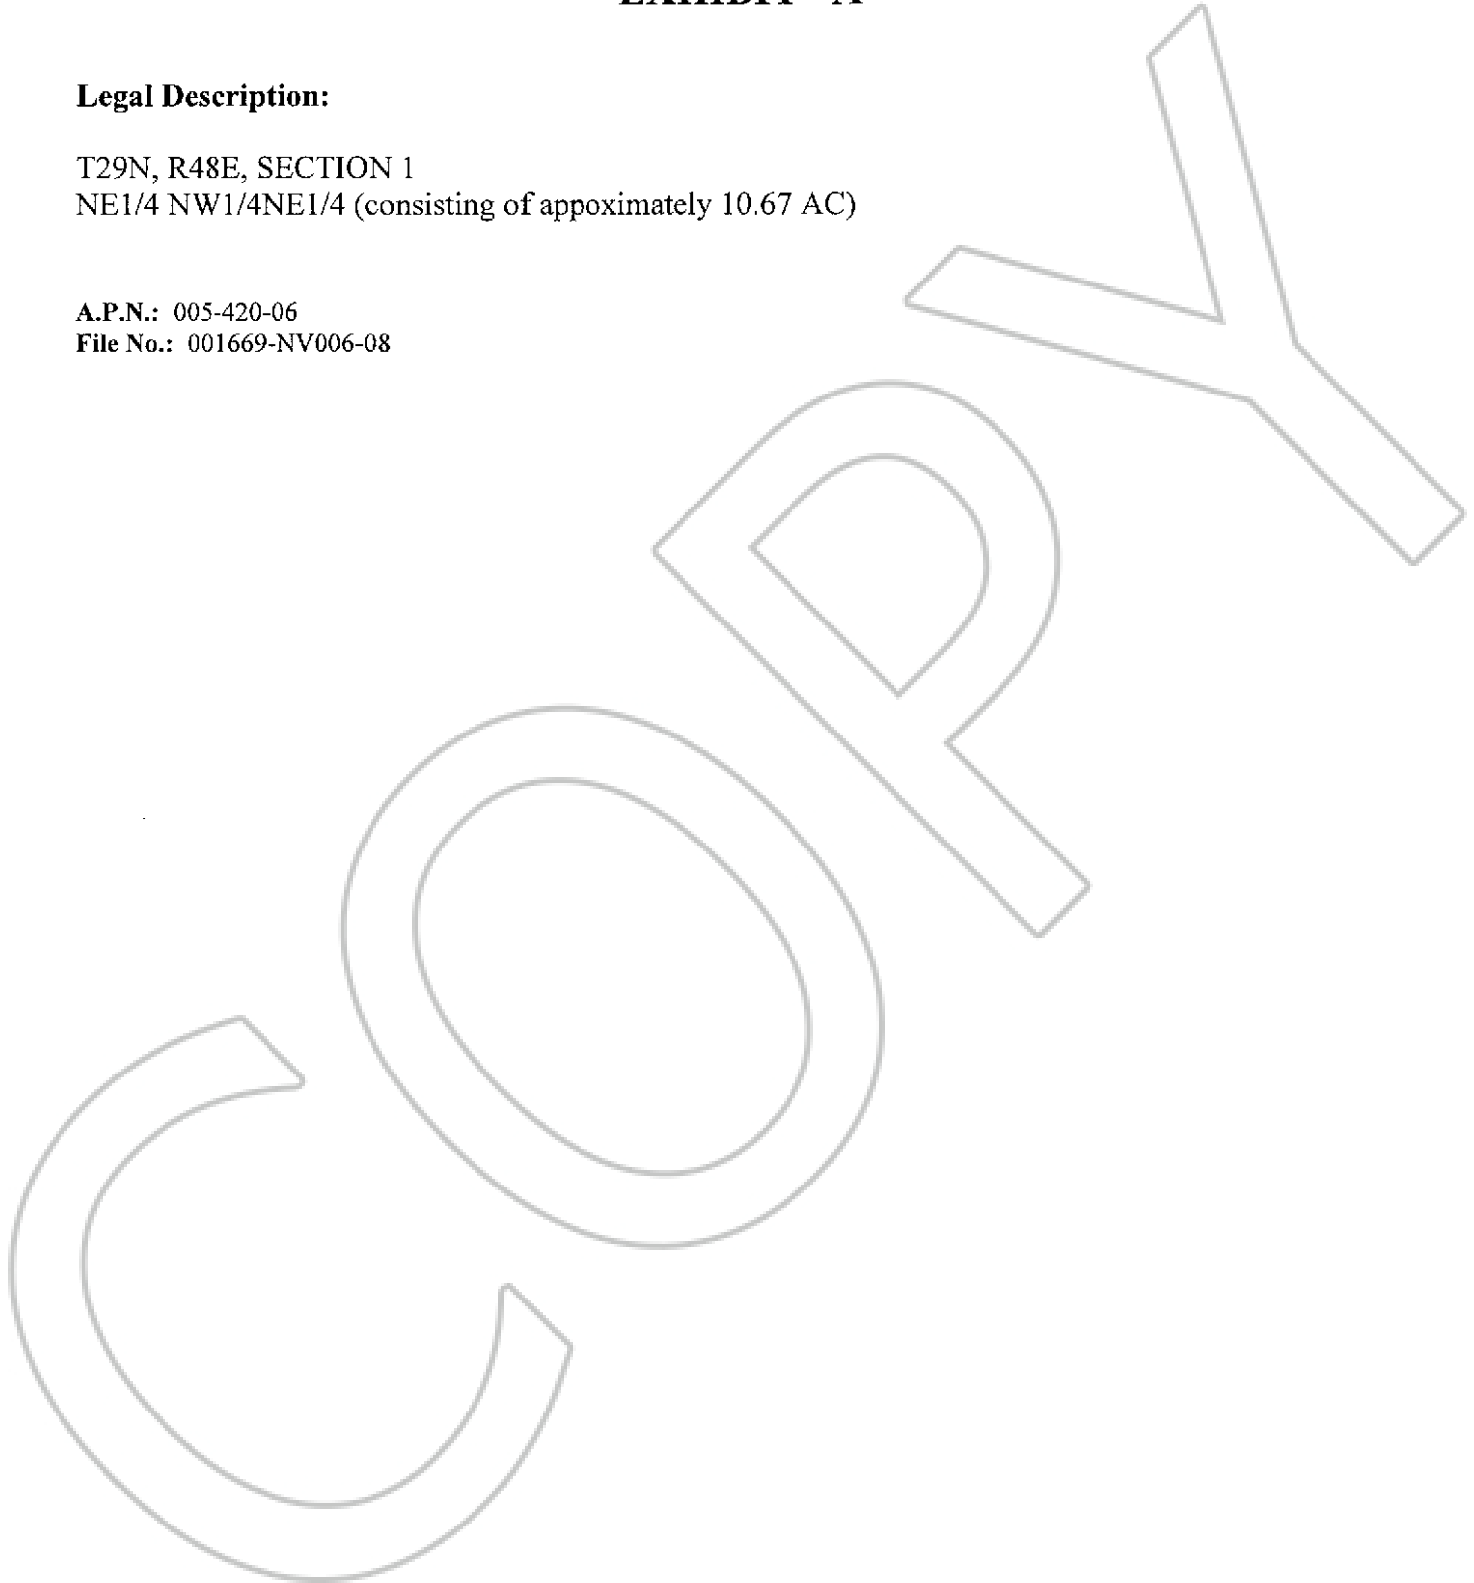 EXHIBIT "A"
Legal Description:
T29N, R48E, SECTION 1
NE1/4 NW1/4NE1/4 (consisting of appoximately 10.67 AC)
A.P.N.: 005-420-06
File No.: 001669-NV006-08
COPY